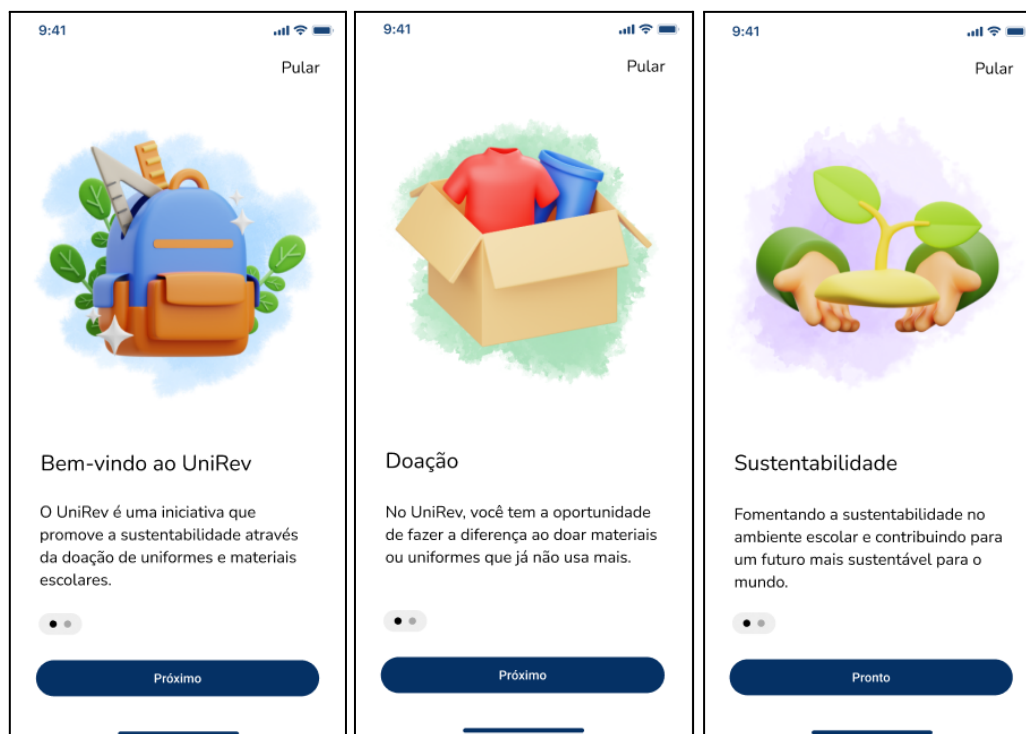 9:41
Pular
Bem-vindo ao UniRev
O UniRev é uma iniciativa que
promove a sustentabilidade através
da doação de uniformes e materiais
escolares.
Próximo
9:41
Pular
Doação
No UniRev, você tem a oportunidade
de fazer a diferença ao doar materiais
ou uniformes que já não usa mais.
Próximo
9:41
Pular
Sustentabilidade
Fomentando a sustentabilidade no
ambiente escolar e contribuindo para
um futuro mais sustentável para o
mundo.
Pronto